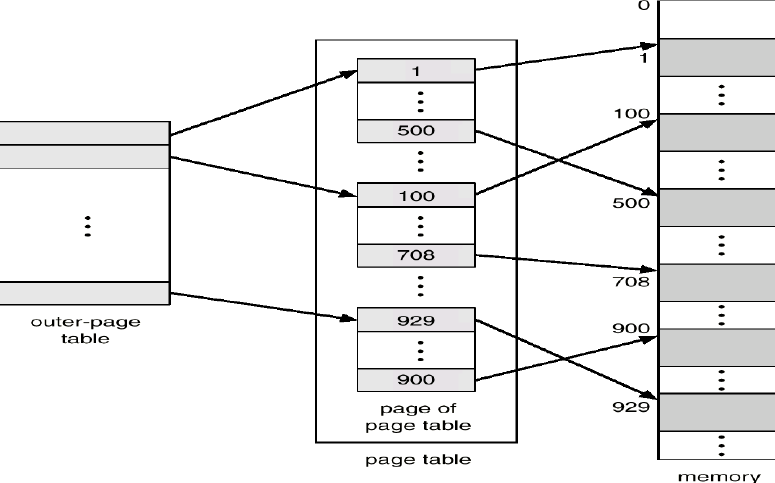 outer-page
table
1
500
100
708
929
900
page of
page table
page table
0
1
100
500
708
900
929
memory